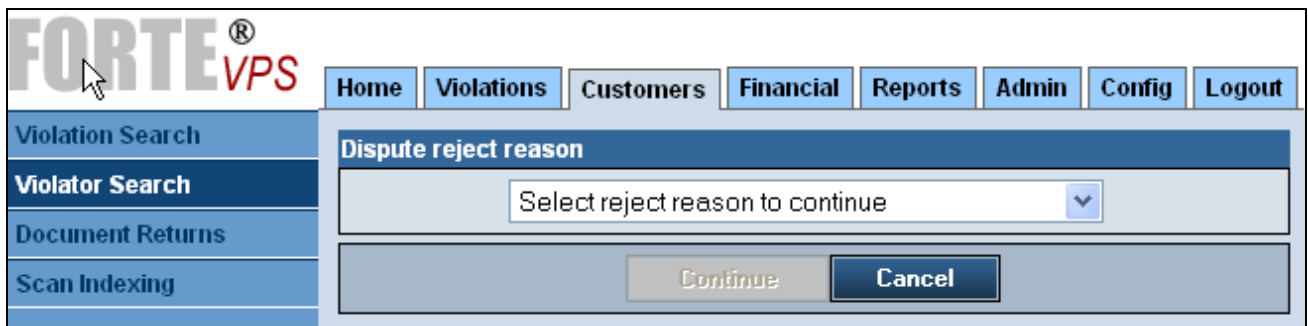 FORTE® VPS
Home Violations Customers Financial Reports Admin Config Logout
Violation Search
Violator Search
Document Returns
Scan Indexing
Dispute reject reason
Select reject reason to continue
Continue Cancel